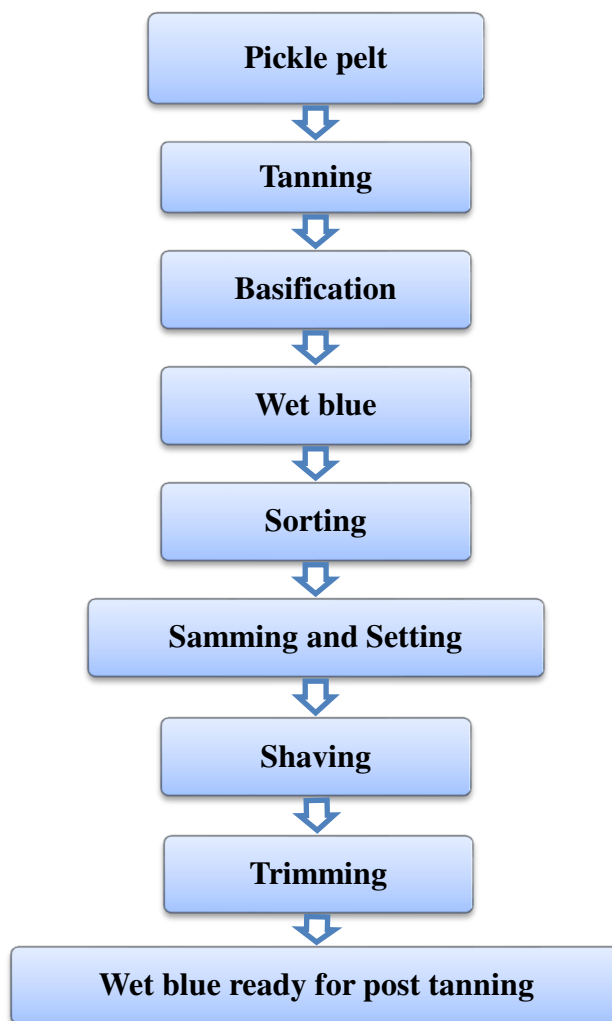 Pickle pelt
Tanning
Basification
Wet blue
Sorting
Samming and Setting
Shaving
Trimming
Wet blue ready for post tanning